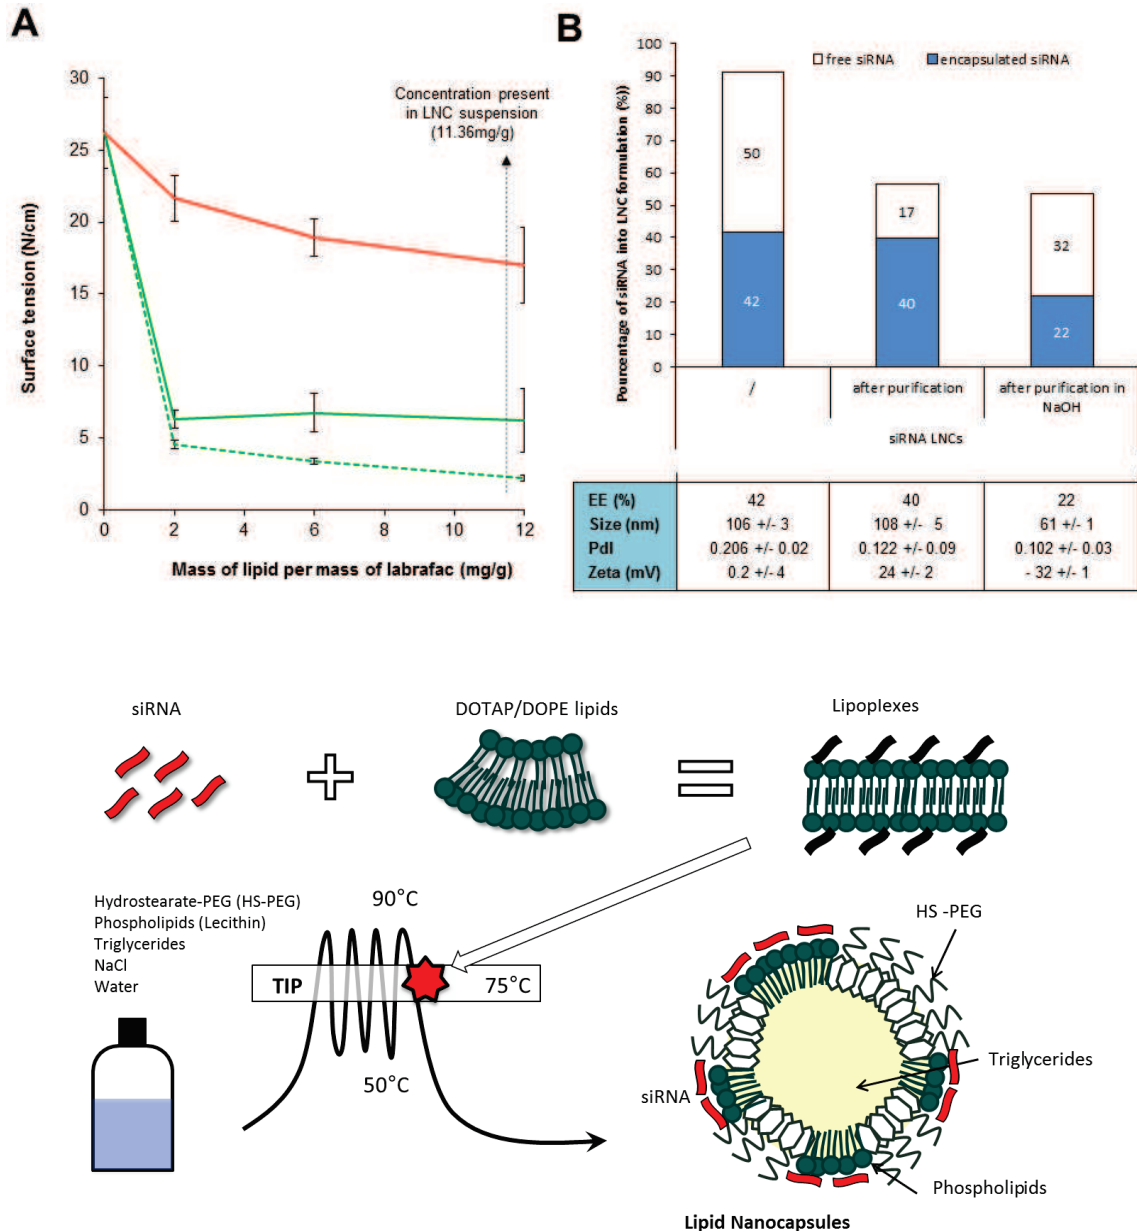 A
30
25
20
15
10
5
0
Surface tension (N/cm)
Concentration present
in LNC suspension
(11.36mg/g)
0 2 4 6 8 10 12
Mass of lipid per mass of labrafac (mg/g)
B
Pourcentage of siRNA into LNC formulation (%))
100
90
80
70
60
50
40
30
20
10
0
free siRNA encapsulated siRNA
50
42
17
40
32
22
/ after purification after purification in
NaOH
siRNA LNCs
EE (%) 42 40 22
Size (nm) 106 +/- 3 108 +/- 5 61 +/- 1
PdI 0.206 +/- 0.02 0.122 +/- 0.09 0.102 +/- 0.03
Zeta (mV) 0.2 +/- 4 24 +/- 2 - 32 +/- 1
siRNA
DOTAP/DOPE lipids
Lipoplexes
Hydrostearate-PEG (HS-PEG)
Phospholipids (Lecithin)
Triglycerides
NaCl
Water
90°C
TIP 75°C
50°C
HS -PEG
Triglycerides
siRNA
Phospholipids
Lipid Nanocapsules